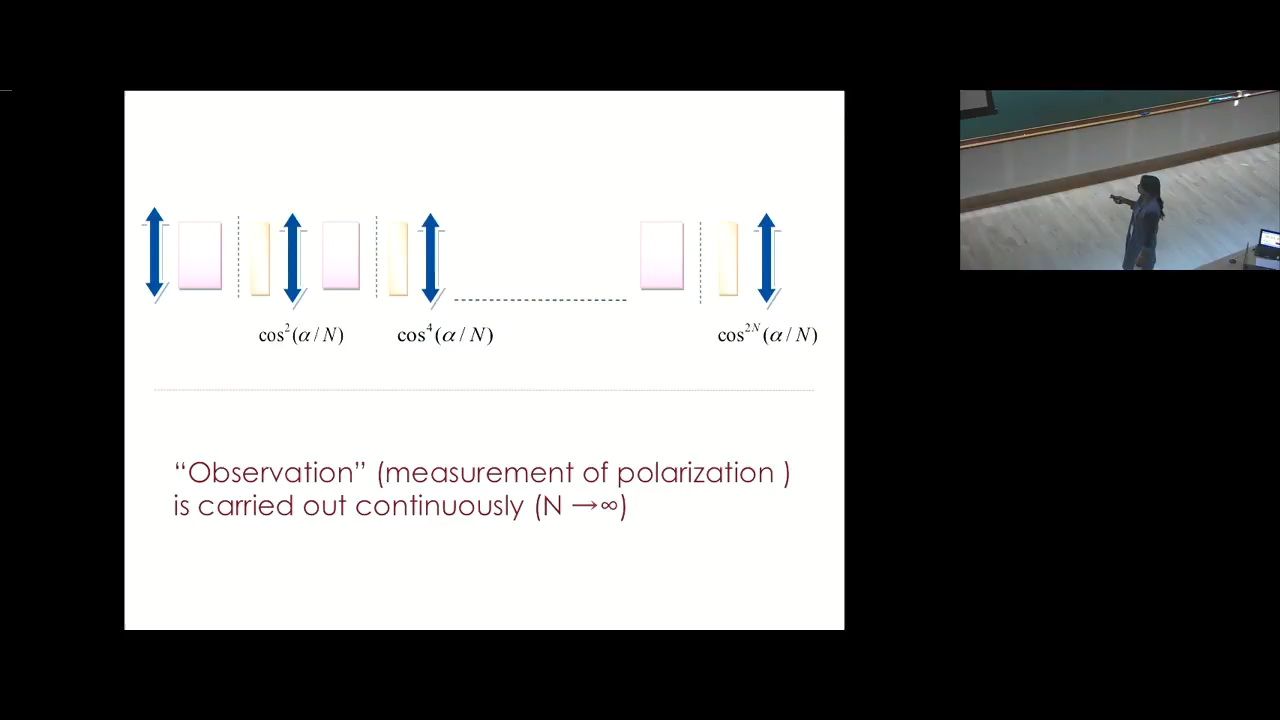 cos²(α/N)
cos⁴(α/N)
cos²ᴺ(α/N)
“Observation” (measurement of polarization )
is carried out continuously (N →∞)